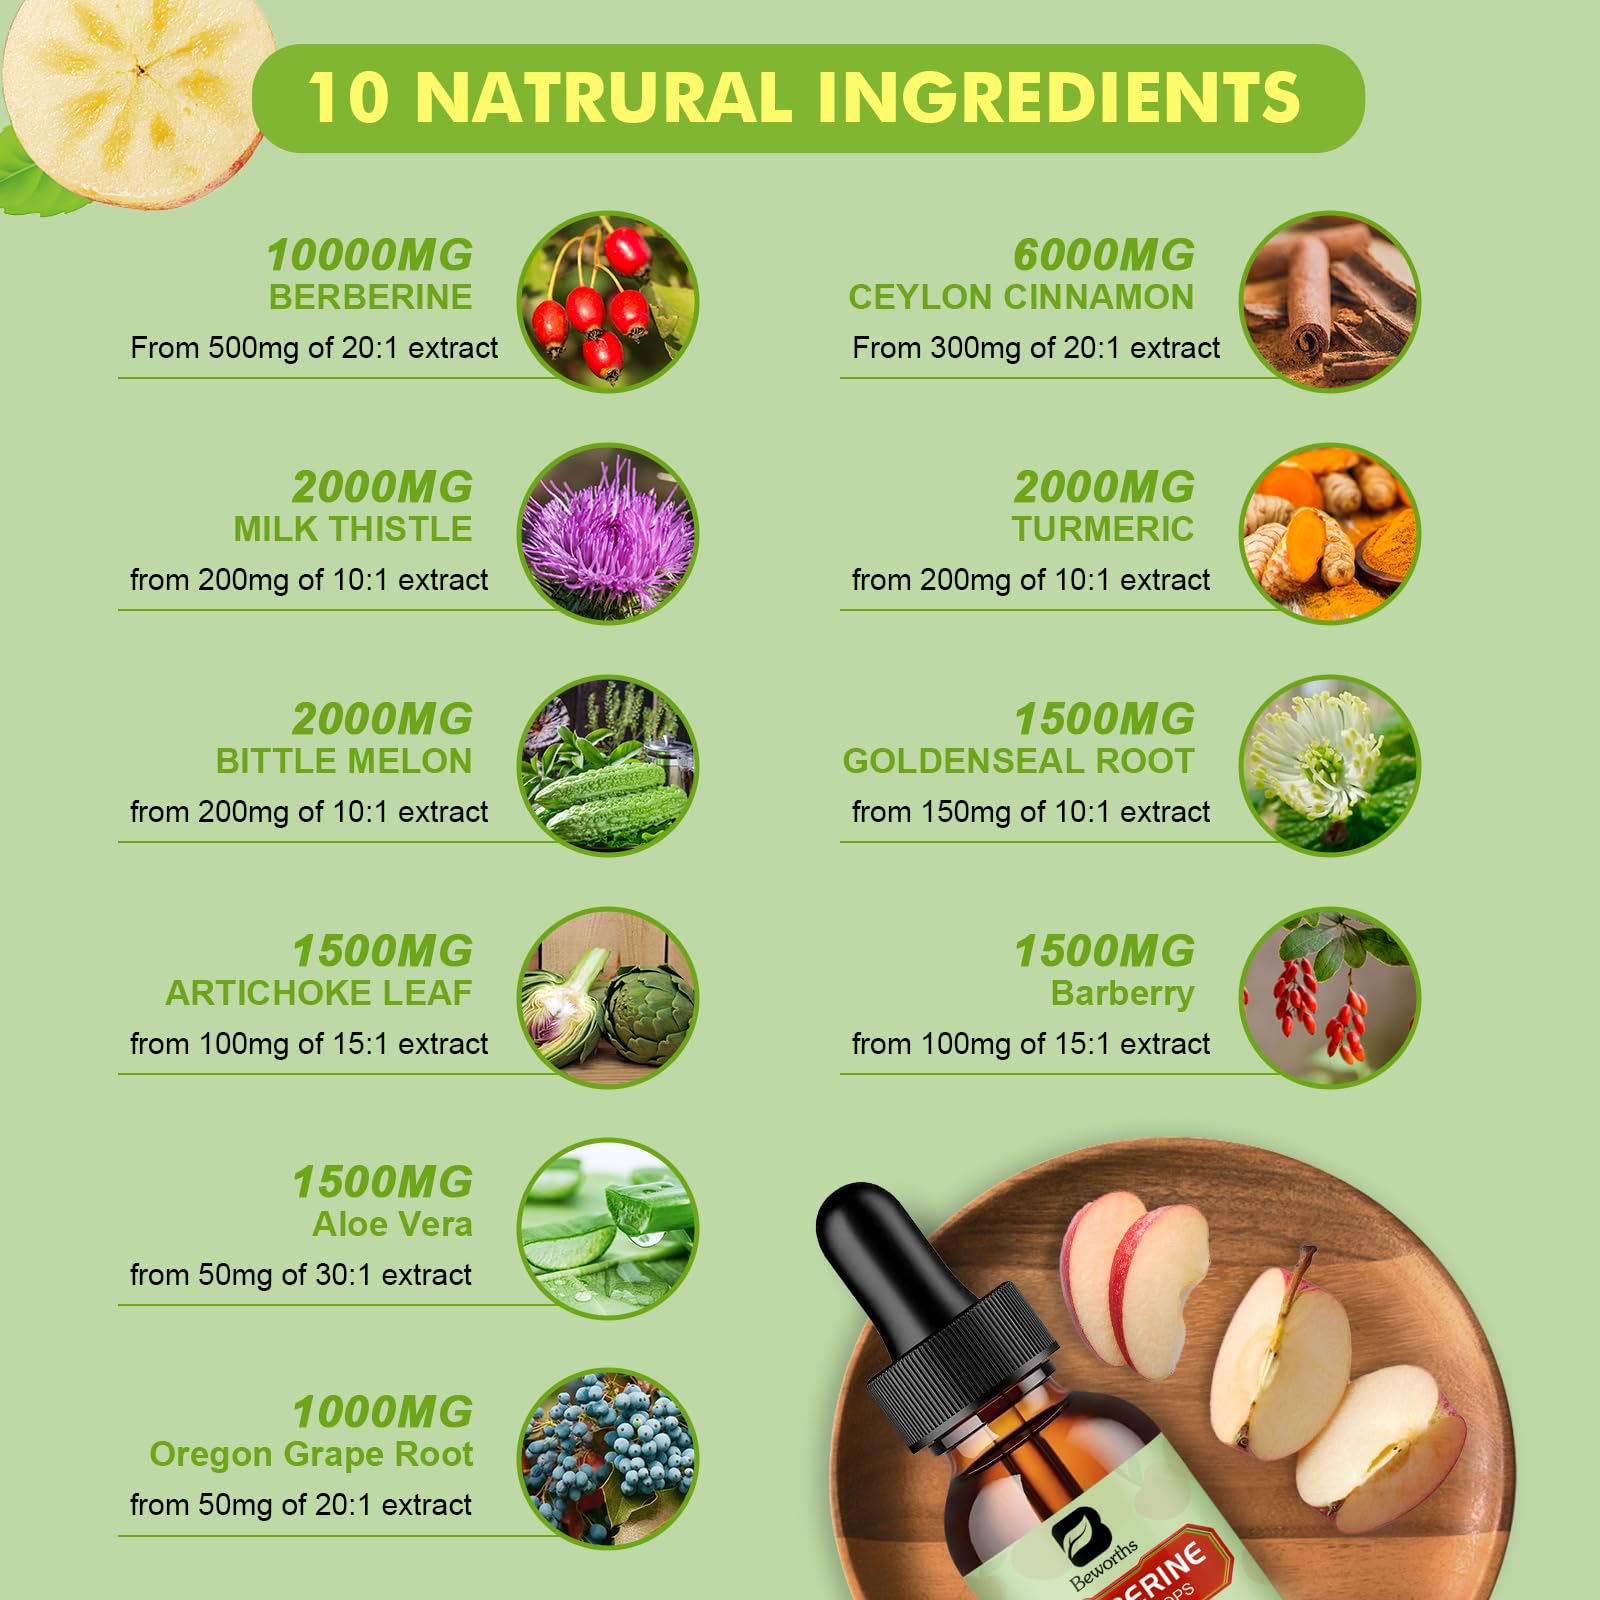 10 NATRURAL INGREDIENTS
10000MG
BERBERINE
From 500mg of 20:1 extract
6000MG
CEYLON CINNAMON
From 300mg of 20:1 extract
2000MG
MILK THISTLE
from 200mg of 10:1 extract
2000MG
TURMERIC
from 200mg of 10:1 extract
2000MG
BITTLE MELON
from 200mg of 10:1 extract
1500MG
GOLDENSEAL ROOT
from 150mg of 10:1 extract
1500MG
ARTICHOKE LEAF
from 100mg of 15:1 extract
1500MG
Barberry
from 100mg of 15:1 extract
1500MG
Aloe Vera
from 50mg of 30:1 extract
1000MG
Oregon Grape Root
from 50mg of 20:1 extract
Beworths
ERINE
OPS